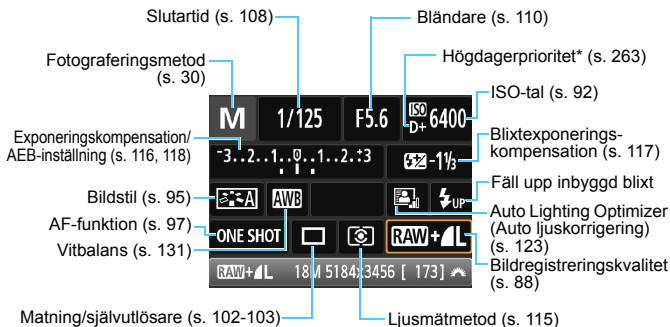 Slutartid (s. 108)
Bländare (s. 110)
Högdagerprioritet* (s. 263)
Fotograferingsmetod
(s. 30)
ISO-tal (s. 92)
M 1/125 F5.6 ISO D+ 6400
Exponeringskompensation/
AEB-inställning (s. 116, 118)
-3..2..1..0..1..2.:3
-1⅓
Blixtexponerings-
kompensation (s. 117)
Bildstil (s. 95)
A AWB UP
Fäll upp inbyggd blixt
AF-funktion (s. 97)
Auto Lighting Optimizer
(Auto ljuskorrigering)
(s. 123)
Vitbalans (s. 131)
ONE SHOT RAW+L
Bildregistreringskvalitet
(s. 88)
RAW+L 18M 5184x3456 [ 173]
Matning/självutlösare (s. 102-103)
Ljusmätmetod (s. 115)